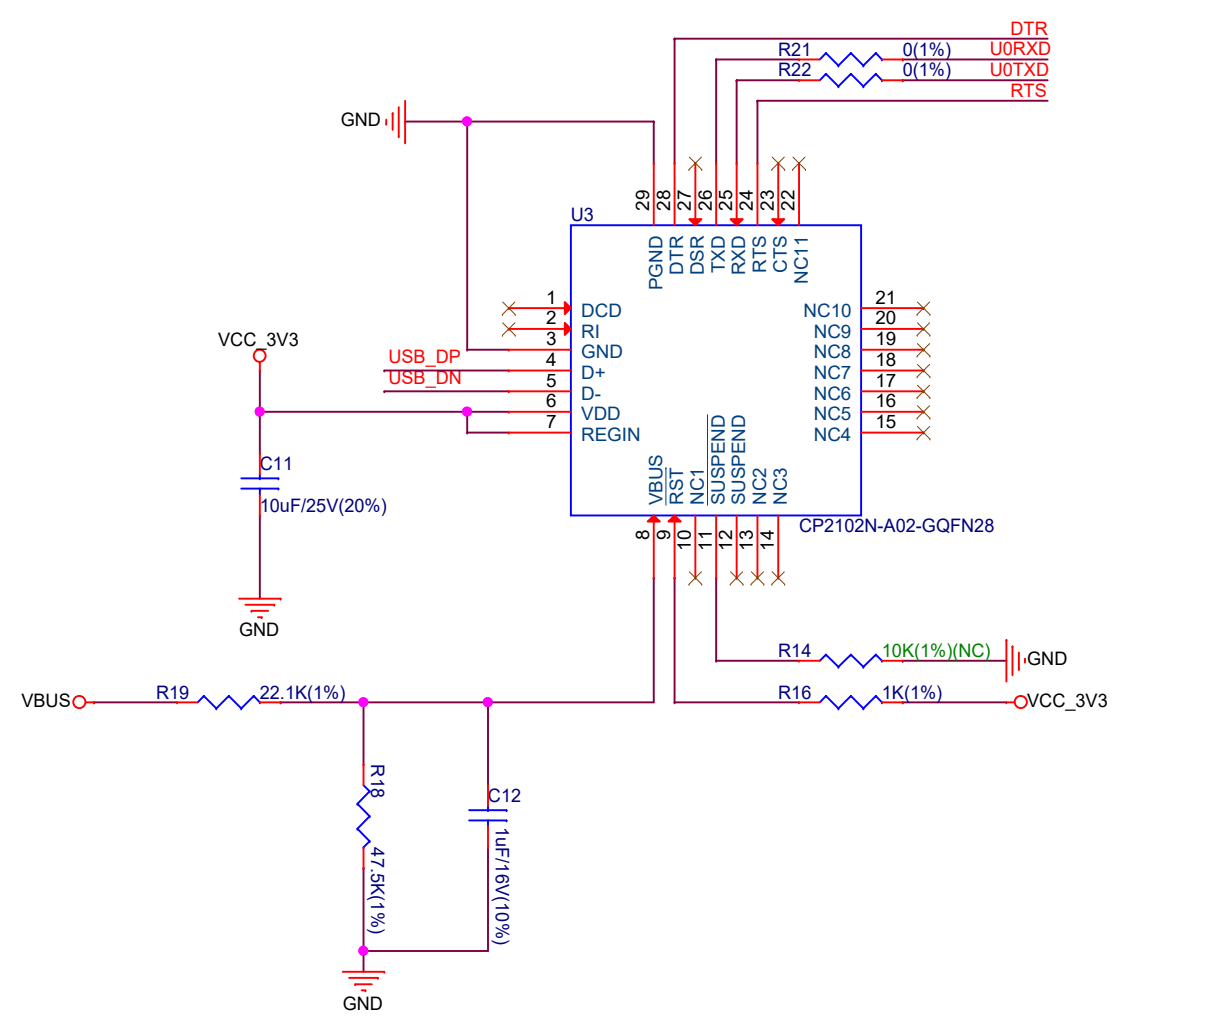 DTR
R21 0(1%) U0RXD
R22 0(1%) U0TXD
RTS
GND
29 28 27 26 25 24 23 22
U3
PGND DTR DSR TXD RXD RTS CTS NC11
1 DCD NC10 21
2 RI NC9 20
3 GND NC8 19
VCC_3V3
USB_DP 4 D+ NC7 18
USB_DN 5 D- NC6 17
6 VDD NC5 16
7 REGIN NC4 15
VBUS RST NC1 SUSPEND SUSPEND NC2 NC3
C11
10uF/25V(20%)
CP2102N-A02-GQFN28
8 9 10 11 12 13 14
GND
R14 10K(1%)(NC) GND
VBUS R19 22.1K(1%) R16 1K(1%) VCC_3V3
R18
47.5K(1%)
C12
1uF/16V(10%)
GND